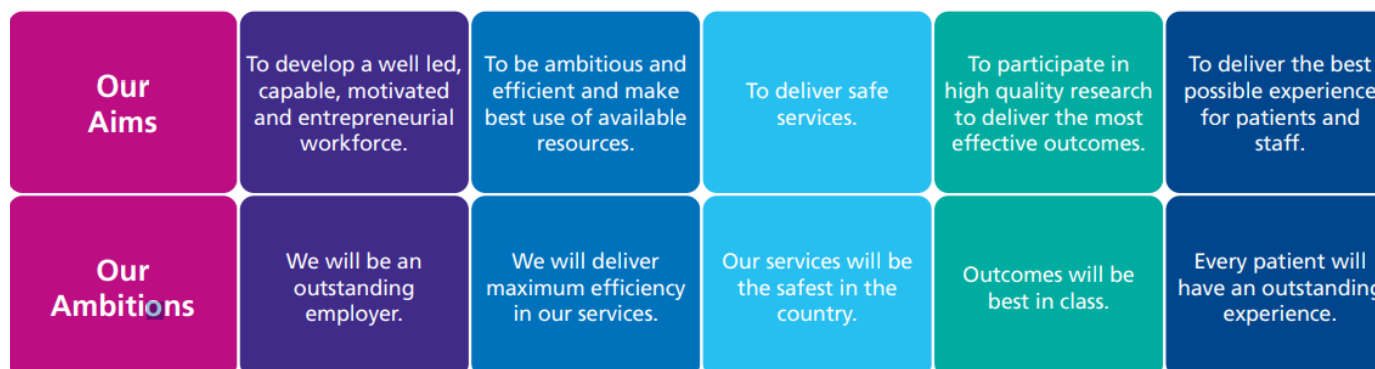 Our
Aims
To develop a well led,
capable, motivated
and entrepreneurial
workforce.
To be ambitious and
efficient and make
best use of available
resources.
To deliver safe
services.
To participate in
high quality research
to deliver the most
effective outcomes.
To deliver the best
possible experience
for patients and
staff.
Our
Ambitions
We will be an
outstanding
employer.
We will deliver
maximum efficiency
in our services.
Our services will be
the safest in the
country.
Outcomes will be
best in class.
Every patient will
have an outstanding
experience.